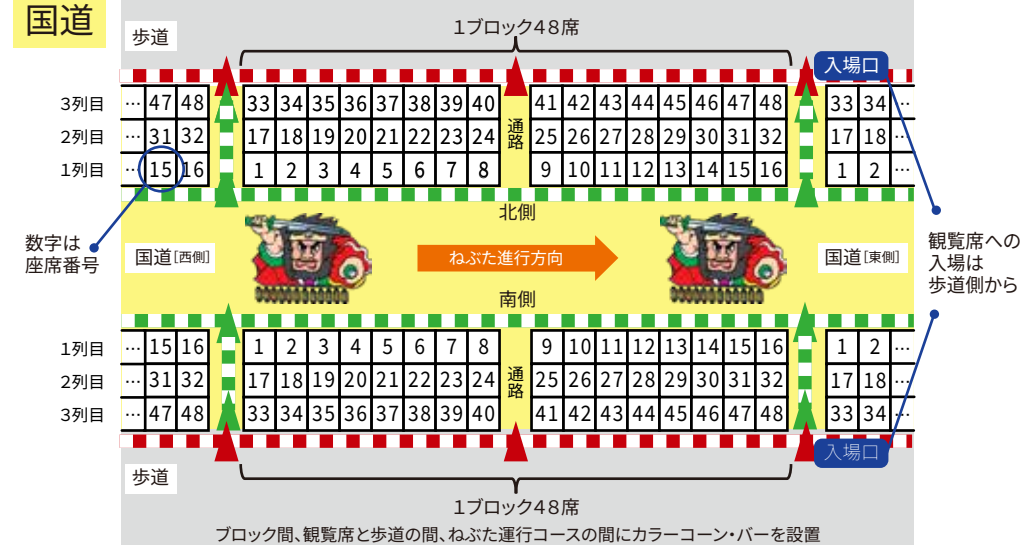 国道
歩道
1ブロック48席
入場口
3列目 … 47 48 33 34 35 36 37 38 39 40 41 42 43 44 45 46 47 48 33 34 …
2列目 … 31 32 17 18 19 20 21 22 23 24 通路 25 26 27 28 29 30 31 32 17 18 …
1列目 … 15 16 1 2 3 4 5 6 7 8 9 10 11 12 13 14 15 16 1 2 …
北側
数字は
座席番号
国道[西側]
ねぶた進行方向
国道[東側]
観覧席への
入場は
歩道側から
南側
1列目 … 15 16 1 2 3 4 5 6 7 8 9 10 11 12 13 14 15 16 1 2 …
2列目 … 31 32 17 18 19 20 21 22 23 24 通路 25 26 27 28 29 30 31 32 17 18 …
3列目 … 47 48 33 34 35 36 37 38 39 40 41 42 43 44 45 46 47 48 33 34 …
入場口
歩道
1ブロック48席
ブロック間、観覧席と歩道の間、ねぶた運行コースの間にカラーコーン・バーを設置